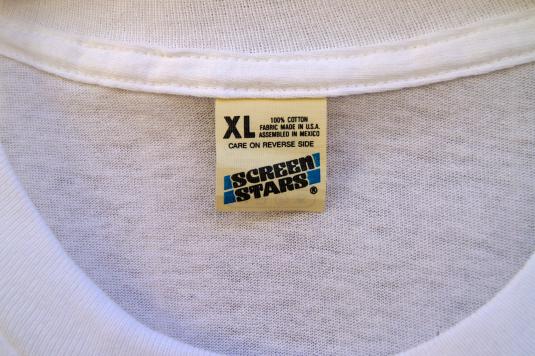 XL
100% COTTON
FABRIC MADE IN U.S.A.
ASSEMBLED IN MEXICO
CARE ON REVERSE SIDE
SCREEN
STARS®